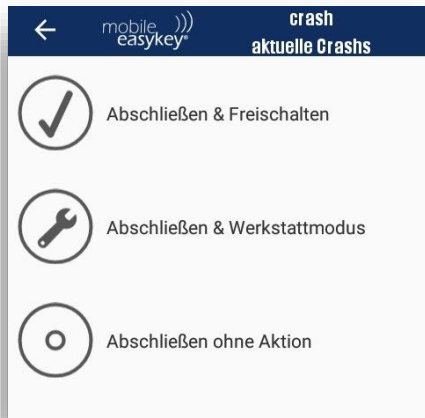 mobile
easykey®
crash
aktuelle Crashs
Abschließen & Freischalten
Abschließen & Werkstattmodus
Abschließen ohne Aktion